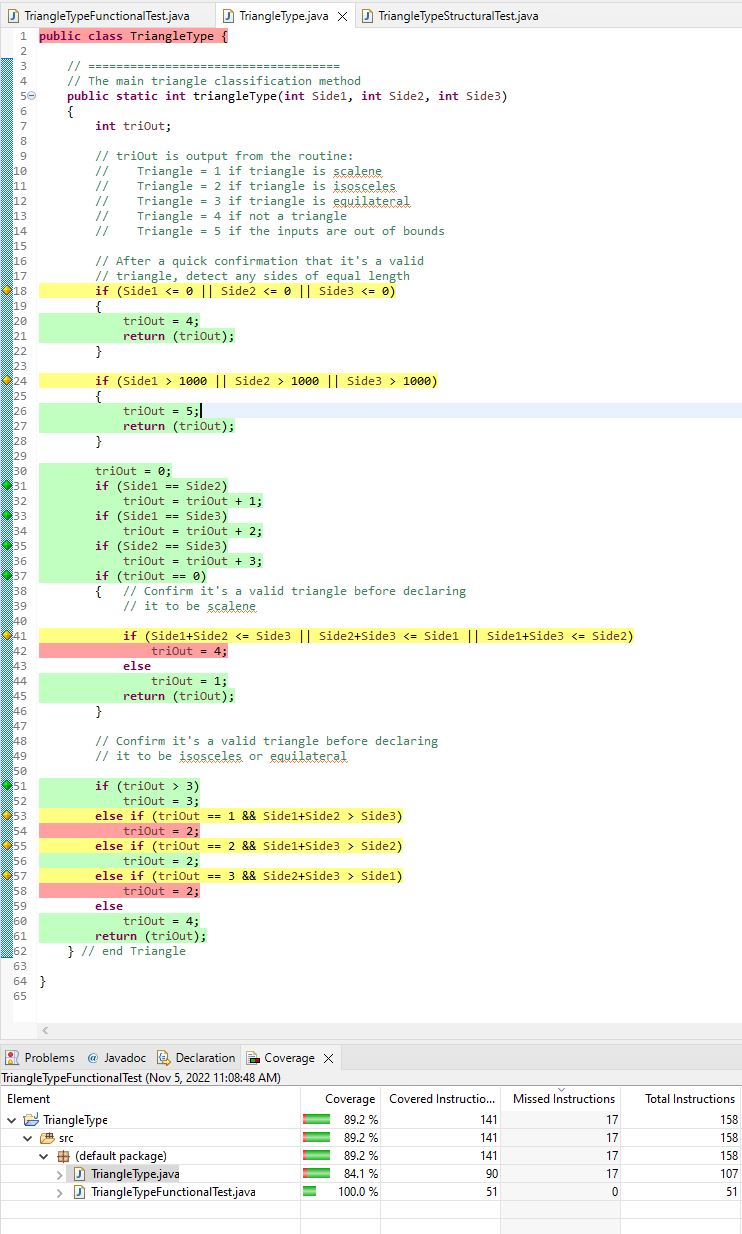 TriangleTypeFunctionalTest.java TriangleType.java TriangleTypeStructuralTest.java
1 public class TriangleType {
2
3 // ====================================
4 // The main triangle classification method
5 public static int triangleType(int Side1, int Side2, int Side3)
6 {
7 int triOut;
8
9 // triOut is output from the routine:
10 // Triangle = 1 if triangle is scalene
11 // Triangle = 2 if triangle is isosceles
12 // Triangle = 3 if triangle is equilateral
13 // Triangle = 4 if not a triangle
14 // Triangle = 5 if the inputs are out of bounds
15
16 // After a quick confirmation that it's a valid
17 // triangle, detect any sides of equal length
18 if (Side1 <= 0 || Side2 <= 0 || Side3 <= 0)
19 {
20 triOut = 4;
21 return (triOut);
22 }
23
24 if (Side1 > 1000 || Side2 > 1000 || Side3 > 1000)
25 {
26 triOut = 5;
27 return (triOut);
28 }
29
30 triOut = 0;
31 if (Side1 == Side2)
32 triOut = triOut + 1;
33 if (Side1 == Side3)
34 triOut = triOut + 2;
35 if (Side2 == Side3)
36 triOut = triOut + 3;
37 if (triOut == 0)
38 { // Confirm it's a valid triangle before declaring
39 // it to be scalene
40
41 if (Side1+Side2 <= Side3 || Side2+Side3 <= Side1 || Side1+Side3 <= Side2)
42 triOut = 4;
43 else
44 triOut = 1;
45 return (triOut);
46 }
47
48 // Confirm it's a valid triangle before declaring
49 // it to be isosceles or equilateral
50
51 if (triOut > 3)
52 triOut = 3;
53 else if (triOut == 1 && Side1+Side2 > Side3)
54 triOut = 2;
55 else if (triOut == 2 && Side1+Side3 > Side2)
56 triOut = 2;
57 else if (triOut == 3 && Side2+Side3 > Side1)
58 triOut = 2;
59 else
60 triOut = 4;
61 return (triOut);
62 } // end Triangle
63
64 }
65
Problems @ Javadoc Declaration Coverage
TriangleTypeFunctionalTest (Nov 5, 2022 11:08:48 AM)
Element Coverage Covered Instructio... Missed Instructions Total Instructions
TriangleType 89.2 % 141 17 158
src 89.2 % 141 17 158
(default package) 89.2 % 141 17 158
TriangleType.java 84.1 % 90 17 107
TriangleTypeFunctionalTest.java 100.0 % 51 0 51